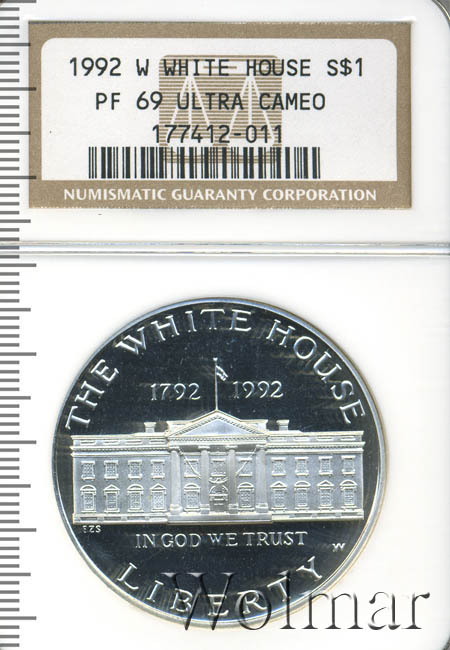 1992 W WHITE HOUSE S$1
PF 69 ULTRA CAMEO
177412-011
NUMISMATIC GUARANTY CORPORATION
THE WHITE HOUSE
1792 1992
EZS
IN GOD WE TRUST
W
LIBERTY
Wolmar